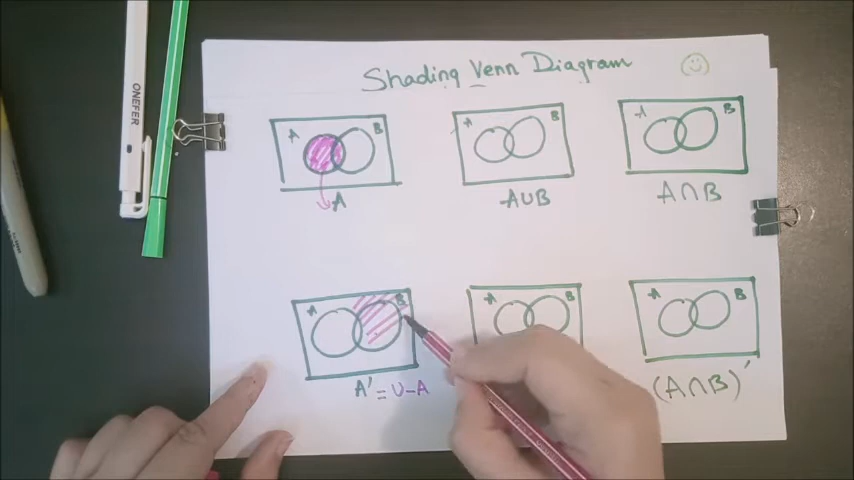 Shading Venn Diagram
ONEFER
A B
A B
A B
A
A∪B
A∩B
A B
A B
A B
A' = U-A
(A∩B)'